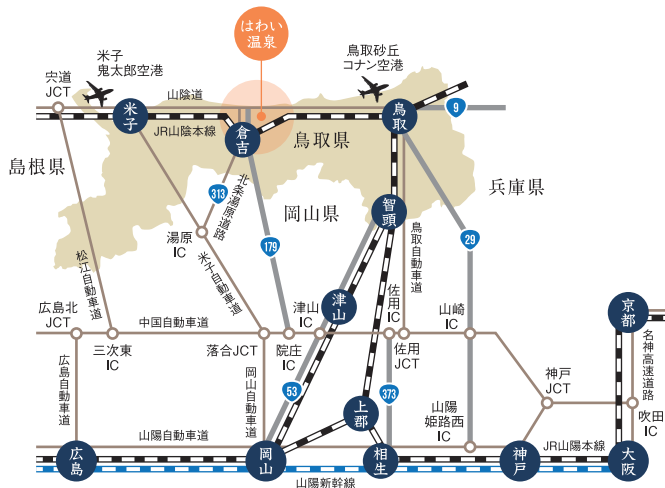 はわい
温泉
米子
鬼太郎空港
鳥取砂丘
コナン空港
宍道
JCT
山陰道
9
米子
JR山陰本線
倉吉
鳥取県
鳥取
島根県
兵庫県
313
北条湯原道路
岡山県
智頭
湯原
IC
179
29
松江自動車道
米子自動車道
鳥取自動車道
広島北
JCT
中国自動車道
津山
IC
津山
佐用
IC
山崎
IC
京都
三次東
IC
落合JCT
院庄
IC
佐用
JCT
名神高速道路
広島自動車道
岡山自動車道
53
373
神戸
JCT
上郡
山陽
姫路西
IC
吹田
IC
山陽自動車道
JR山陽本線
広島
岡山
相生
神戸
大阪
山陽新幹線